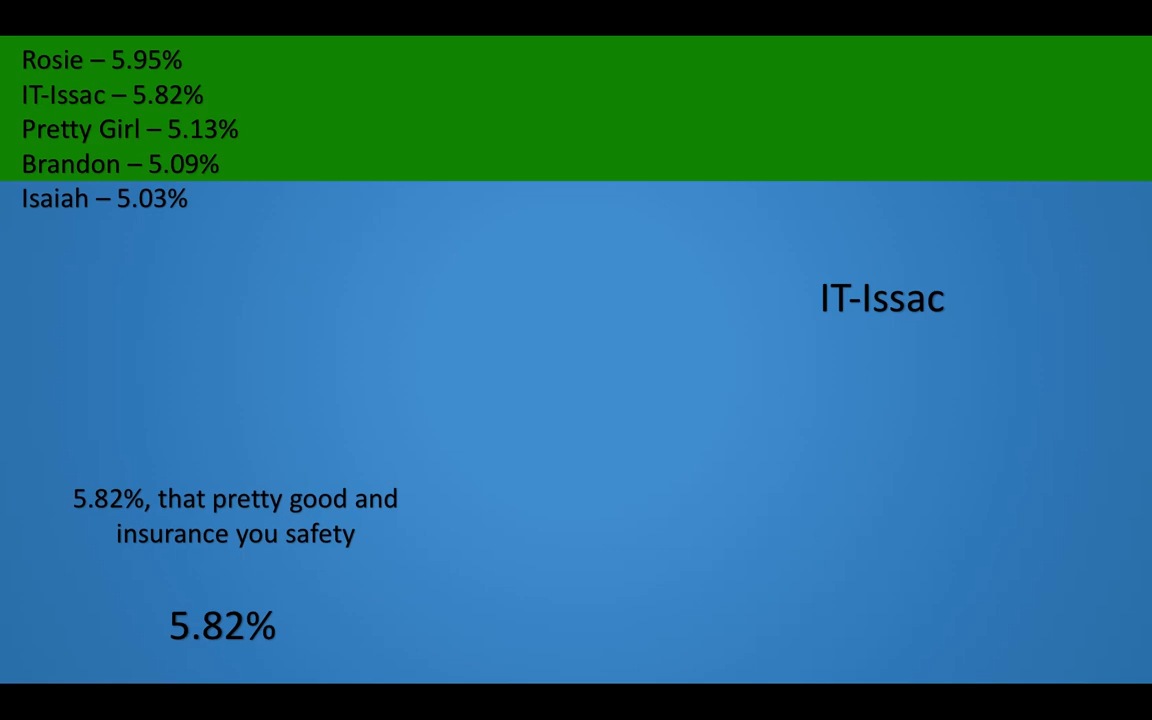 Rosie – 5.95%
IT-Issac – 5.82%
Pretty Girl – 5.13%
Brandon – 5.09%
Isaiah – 5.03%
IT-Issac
5.82%, that pretty good and
insurance you safety
5.82%